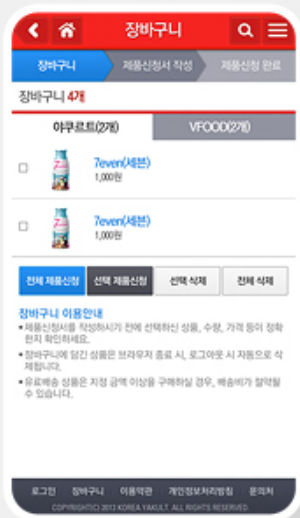 장바구니
장바구니 제품신청서 작성 제품신청 완료
장바구니 4개
야쿠르트(2개) VFOOD(2개)
7even(세븐)
1,000원
7even(세븐)
1,000원
전체 제품신청 선택 제품신청 선택 삭제 전체 삭제
장바구니 이용안내
제품신청서를 작성하시기 전에 선택하신 상품, 수량, 가격 등이 정확
한지 확인하세요.
장바구니에 담긴 상품은 브라우저 종료 시, 로그아웃 시 자동으로 삭
제됩니다.
유료배송 상품은 지정 금액 이상을 구매하실 경우, 배송비가 절약될
수 있습니다.
로그인 장바구니 이용약관 개인정보처리방침 문의처
COPYRIGHT(C) 2013 KOREA YAKULT. ALL RIGHTS RESERVED.